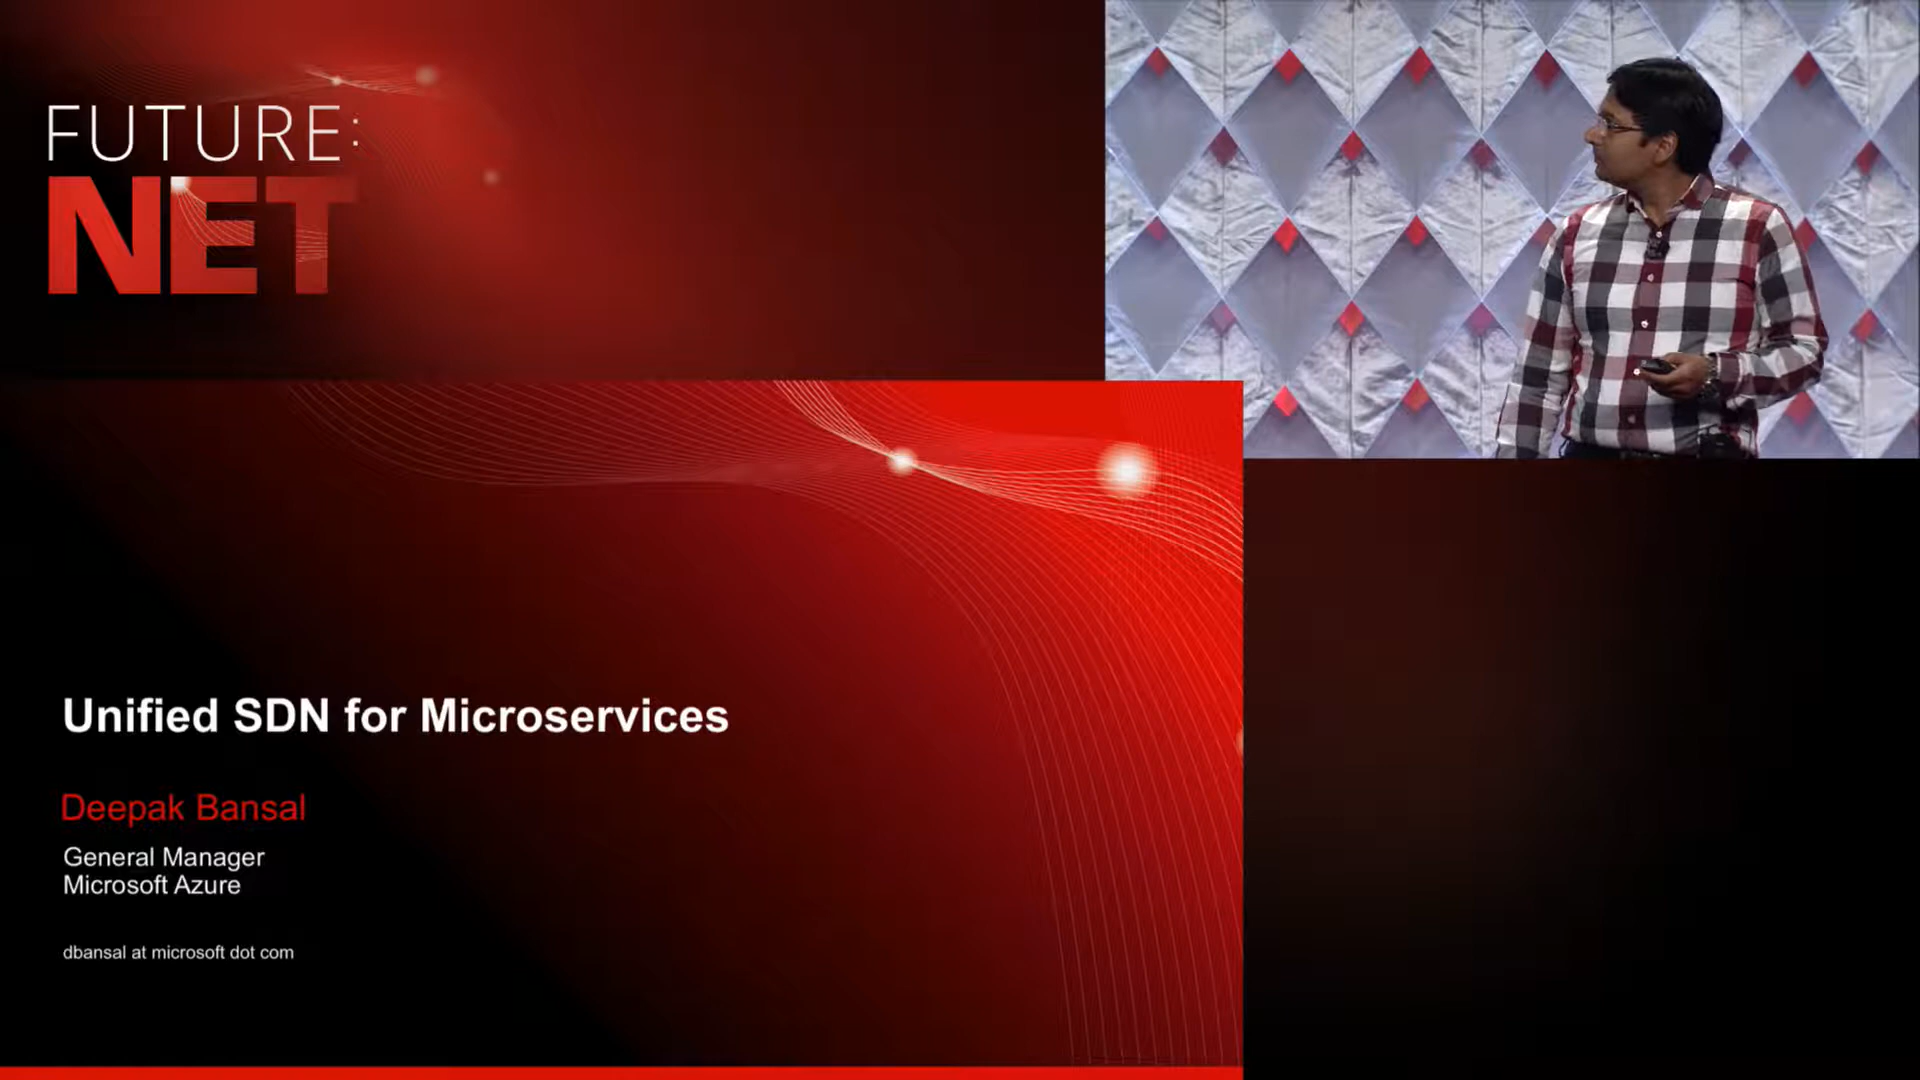 FUTURE:
NET
Unified SDN for Microservices
Deepak Bansal
General Manager
Microsoft Azure
dbansal at microsoft dot com